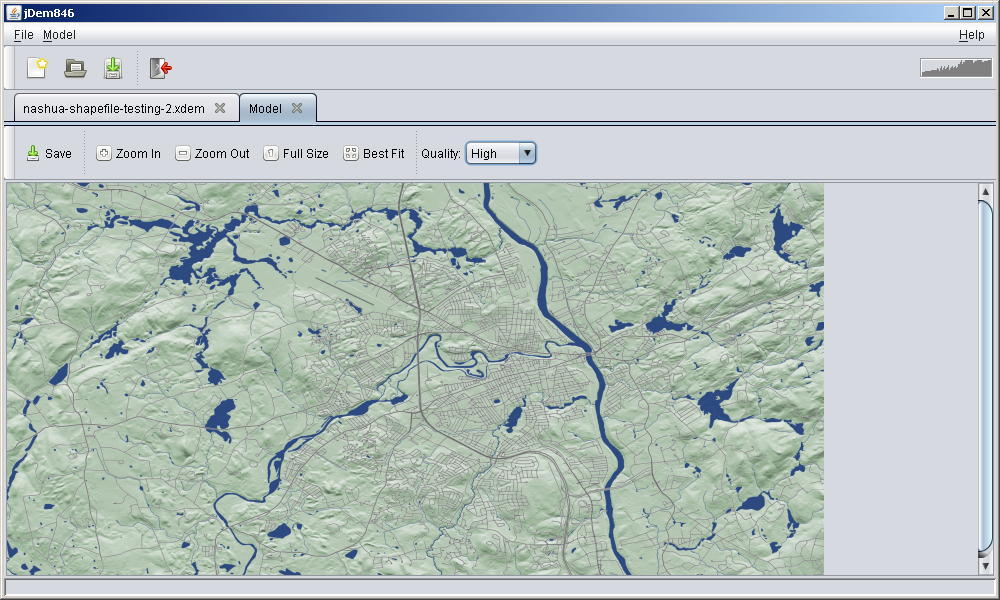 jDem846
File Model Help
nashua-shapefile-testing-2.xdem Model
Save Zoom In Zoom Out Full Size Best Fit Quality: High